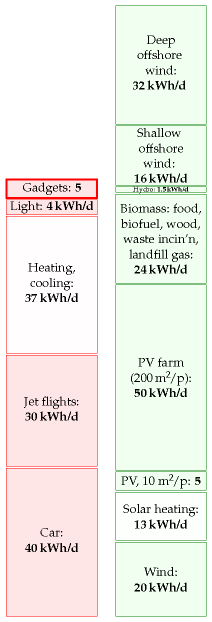 Gadgets: 5
Light: 4 kWh/d
Heating,
cooling:
37 kWh/d
Jet flights:
30 kWh/d
Car:
40 kWh/d
Deep
offshore
wind:
32 kWh/d
Shallow
offshore
wind:
16 kWh/d
Hydro: 1.5 kWh/d
Biomass: food,
biofuel, wood,
waste incin'n,
landfill gas:
24 kWh/d
PV farm
(200 m²/p):
50 kWh/d
PV, 10 m²/p: 5
Solar heating:
13 kWh/d
Wind:
20 kWh/d